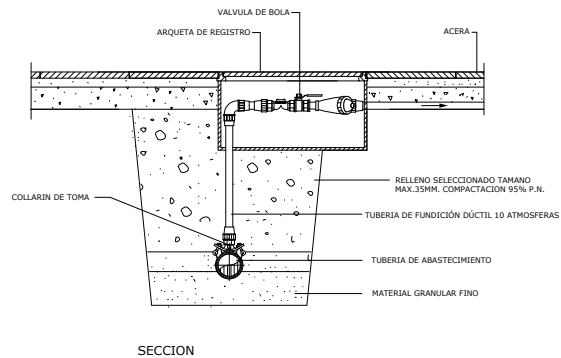 VALVULA DE BOLA
ARQUETA DE REGISTRO
ACERA
RELLENO SELECCIONADO TAMANO
MAX.35MM. COMPACTACION 95% P.N.
COLLARIN DE TOMA
TUBERIA DE FUNDICIÓN DÚCTIL 10 ATMOSFERAS
TUBERIA DE ABASTECIMIENTO
MATERIAL GRANULAR FINO
SECCION